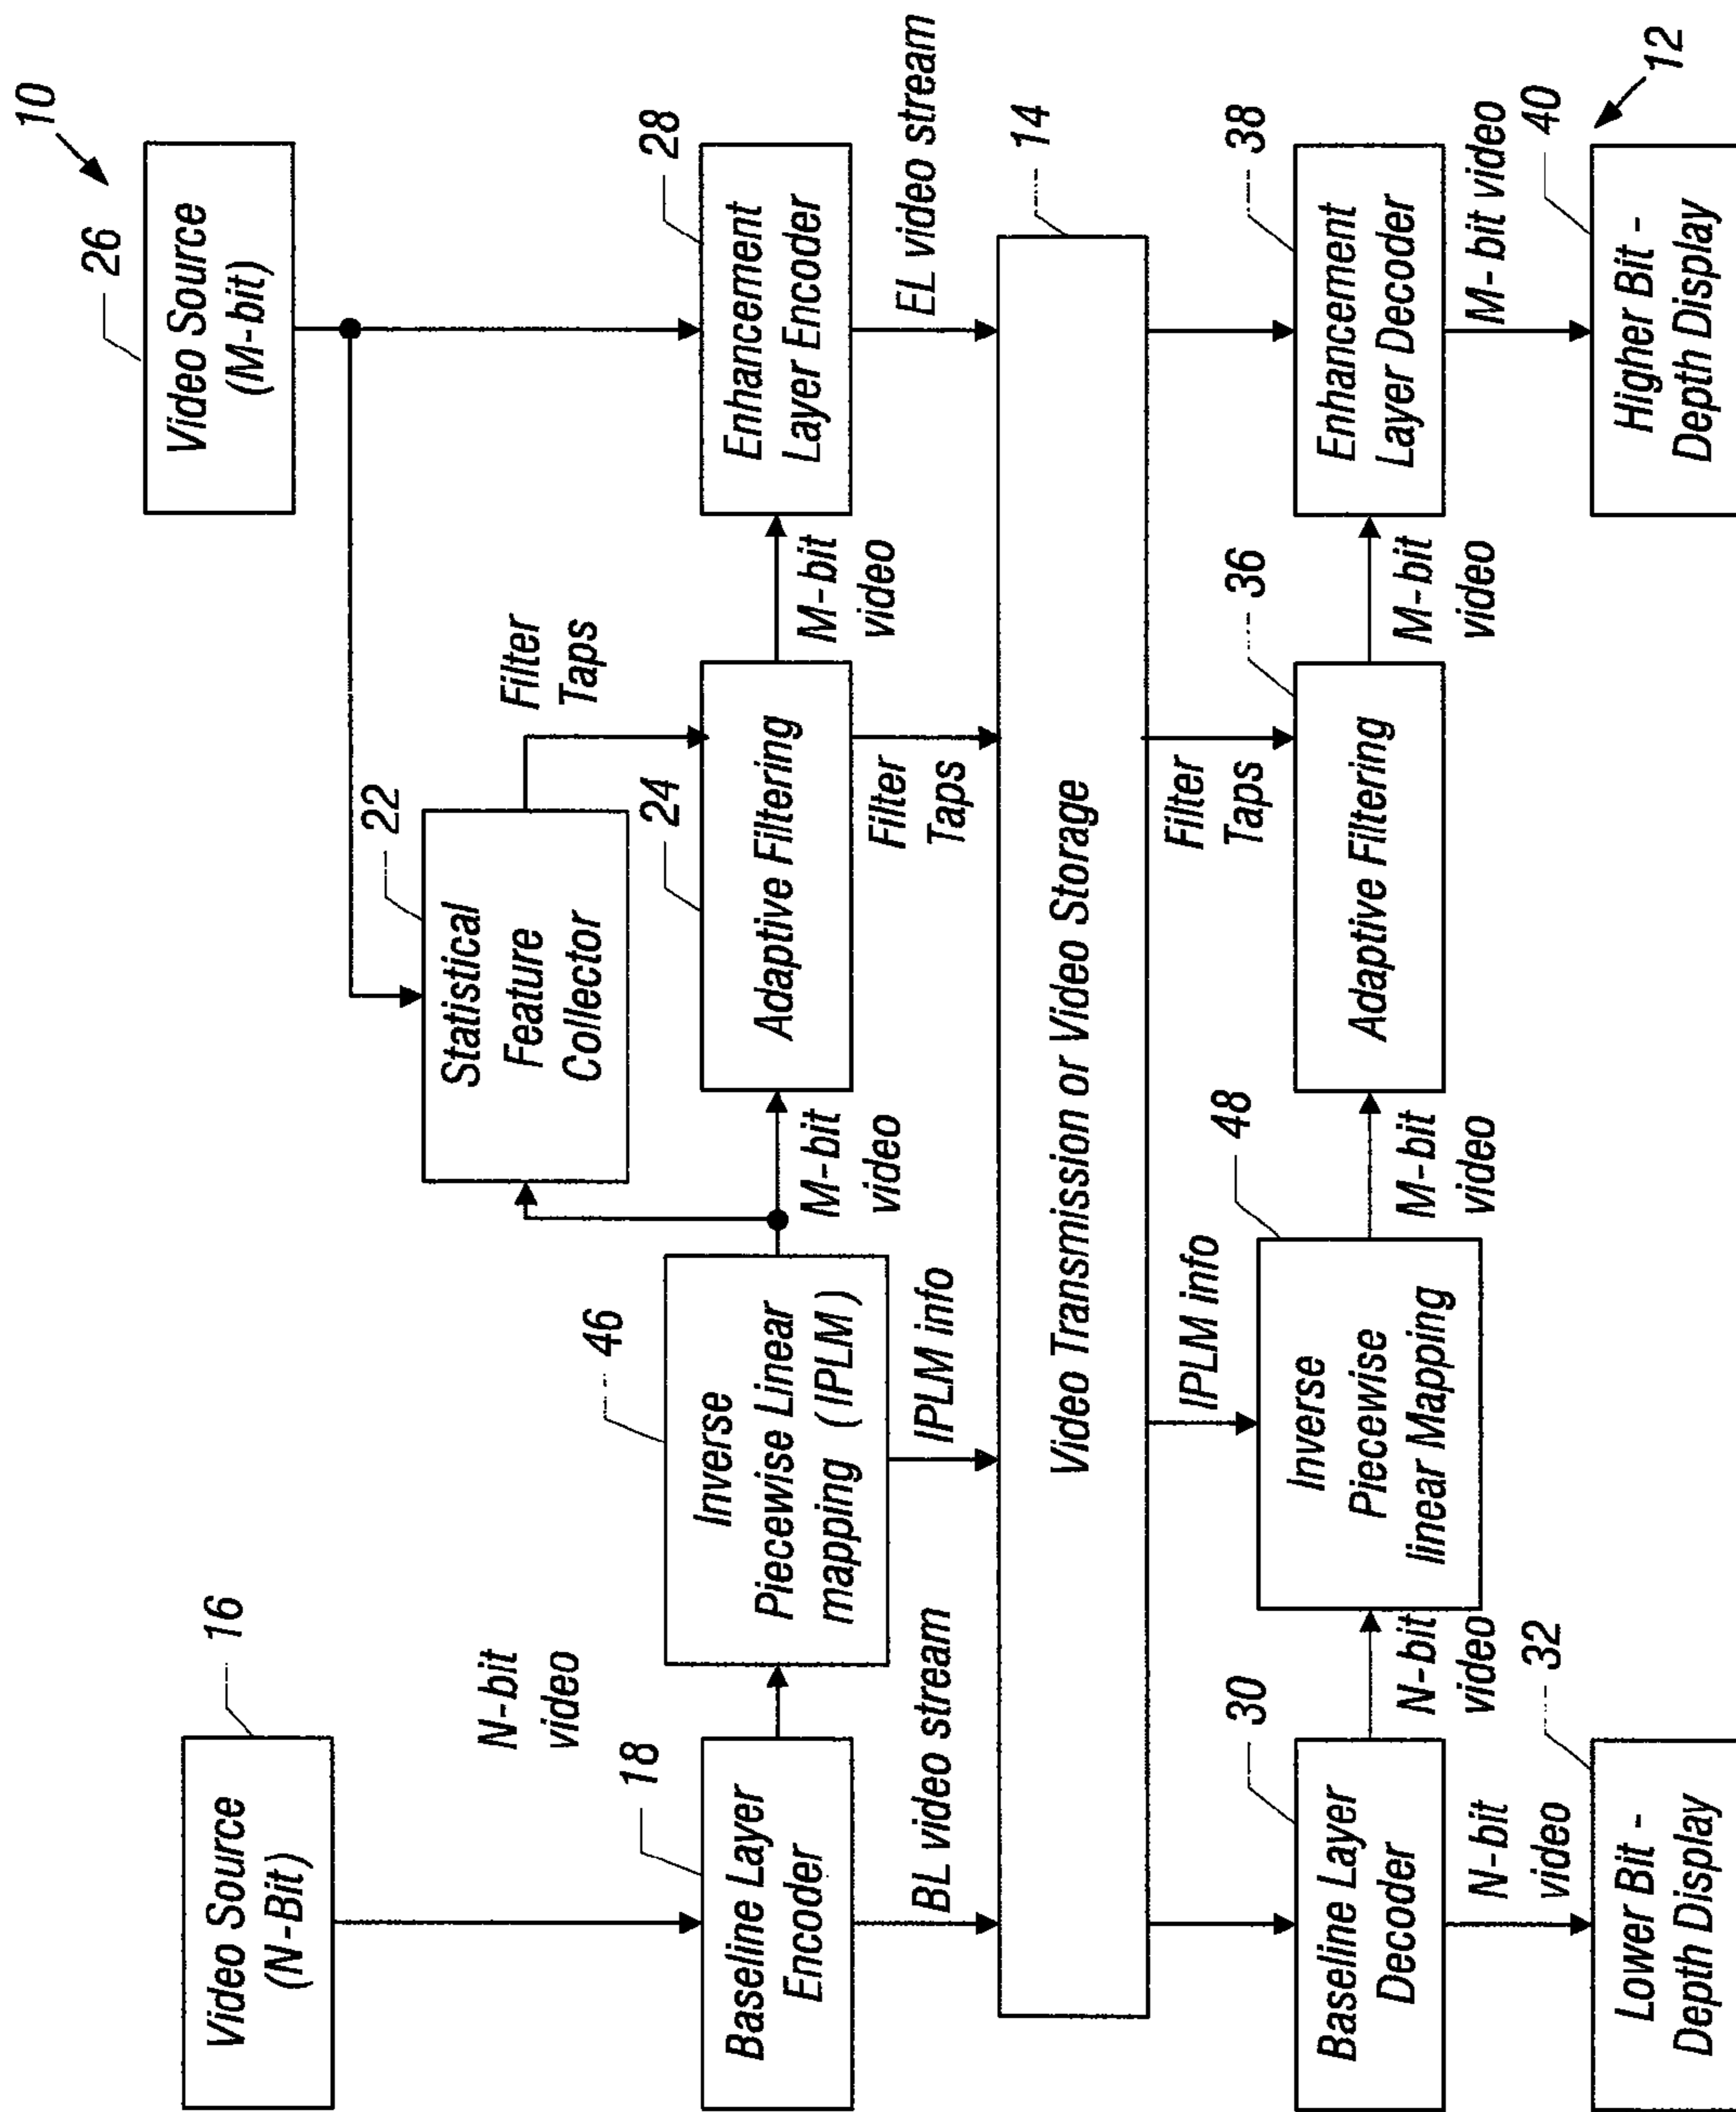 10
26
Video Source
(M-bit)
16
Video Source
(N-Bit)
22
Statistical
Feature
Collector
Filter
Taps
28
Enhancement
Layer Encoder
24
Adaptive Filtering
M-bit
video
46
Inverse
Piecewise Linear
mapping (IPLM)
M-bit
video
N-bit
video
18
Baseline Layer
Encoder
BL video stream
IPLM info
Filter
Taps
EL video stream
14
Video Transmission or Video Storage
IPLM info
Filter
Taps
30
Baseline Layer
Decoder
N-bit
video
48
Inverse
Piecewise
linear Mapping
M-bit
video
36
Adaptive Filtering
M-bit
video
38
Enhancement
Layer Decoder
N-bit
video
M-bit video
32
Lower Bit -
Depth Display
40
Higher Bit -
Depth Display
12